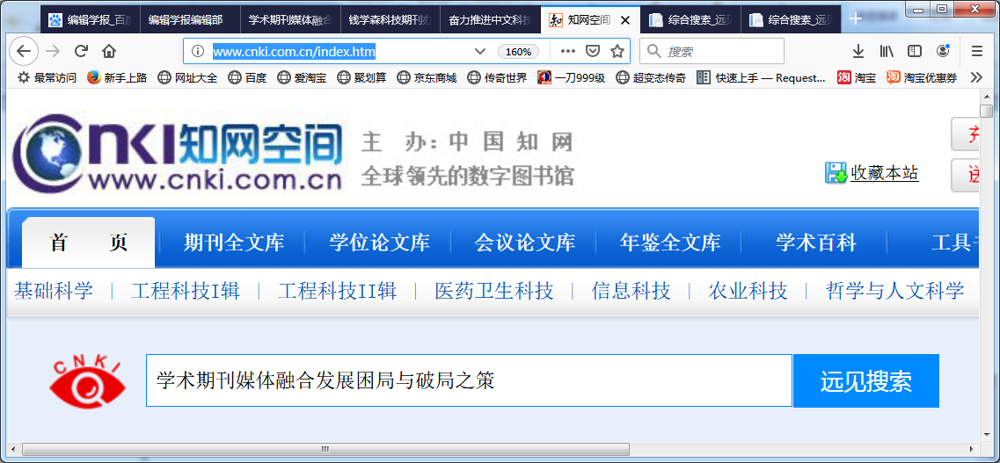 编辑学报_百度
编辑学报编辑部
学术期刊媒体融合
钱学森科技期刊
奋力推进中文科技
知网空间
综合搜索_远见
综合搜索_远见
www.cnki.com.cn/index.htm
160%
搜索
最常访问 新手上路 网址大全 百度 爱淘宝 聚划算 京东商城 传奇世界 一刀999级 超变态传奇 快速上手 — Request... 淘宝 淘宝优惠券
CNKI知网空间
www.cnki.com.cn
主 办: 中 国 知 网
全球领先的数字图书馆
收藏本站
送
首 页 期刊全文库 学位论文库 会议论文库 年鉴全文库 学术百科 工具
基础科学 | 工程科技I辑 | 工程科技II辑 | 医药卫生科技 | 信息科技 | 农业科技 | 哲学与人文科学
CNKI
学术期刊媒体融合发展困局与破局之策
远见搜索